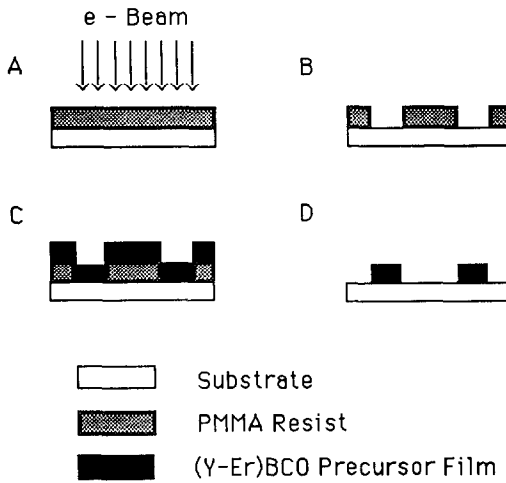 e - Beam
A
B
C
D
Substrate
PMMA Resist
(Y-Er)BCO Precursor Film